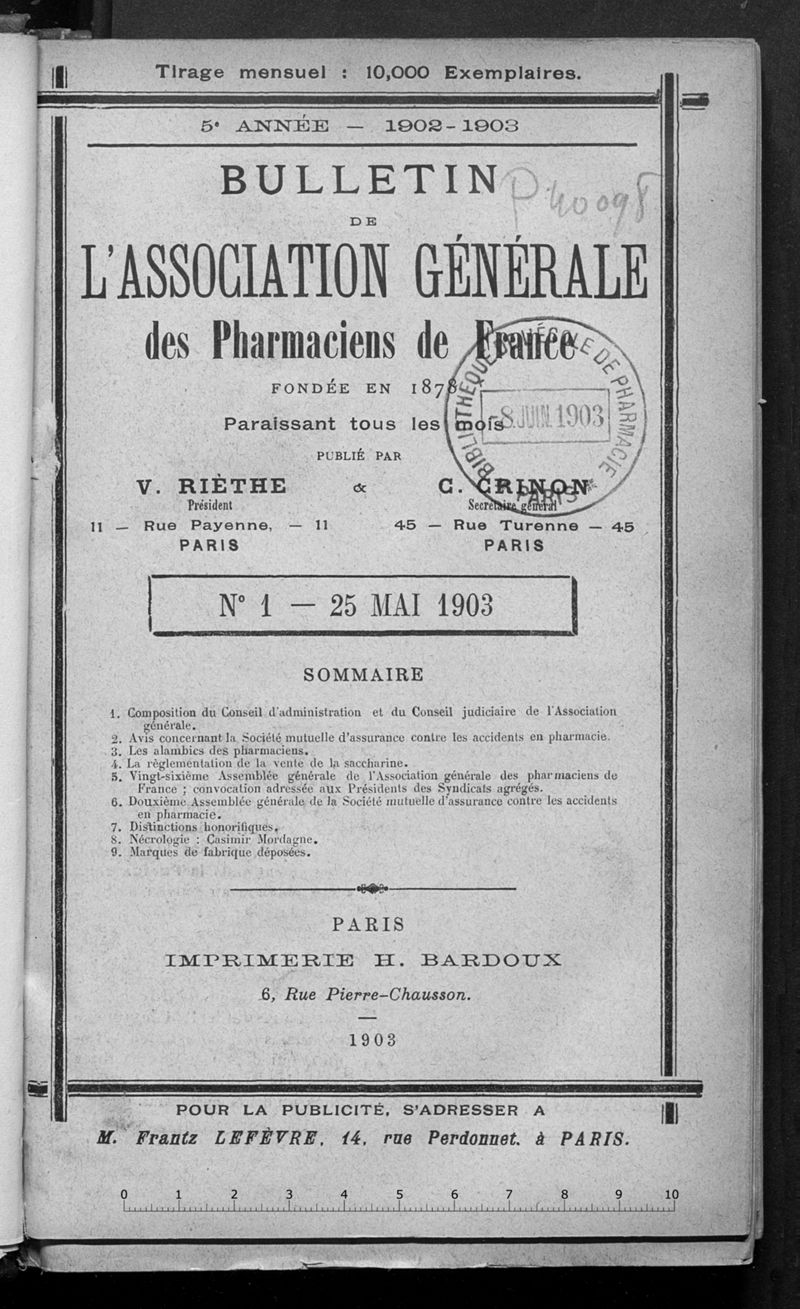 Tirage mensuel : 10,000 Exemplaires.
5e ANNÉE — 1902-1903
BULLETIN
P. 40098
DE
L'ASSOCIATION GÉNÉRALE
des Pharmaciens de France
FONDÉE EN 1878
Paraissant tous les mois
BIBLIOTHÈQUE ÉCOLE DE PHARMACIE
8 JUIN 1903
PARIS
PUBLIÉ PAR
V. RIÈTHE & C. CRINON
Président Secrétaire général
11 — Rue Payenne, — 11 45 — Rue Turenne — 45
PARIS PARIS
N° 1 — 25 MAI 1903
SOMMAIRE
1. Composition du Conseil d'administration et du Conseil judiciaire de l'Association
générale.
2. Avis concernant la Société mutuelle d'assurance contre les accidents en pharmacie.
3. Les alambics des pharmaciens.
4. La règlementation de la vente de la saccharine.
5. Vingt-sixième Assemblée générale de l'Association générale des pharmaciens de
France ; convocation adressée aux Présidents des Syndicats agrégés.
6. Douxième Assemblée générale de la Société mutuelle d'assurance contre les accidents
en pharmacie.
7. Distinctions honorifiques.
8. Nécrologie : Casimir Mordagne.
9. Marques de fabrique déposées.
PARIS
IMPRIMERIE H. BARDOUX
6, Rue Pierre-Chausson.
1903
POUR LA PUBLICITÉ, S'ADRESSER A
M. Frantz LEFÈVRE, 14, rue Perdonnet, à PARIS.
0 1 2 3 4 5 6 7 8 9 10